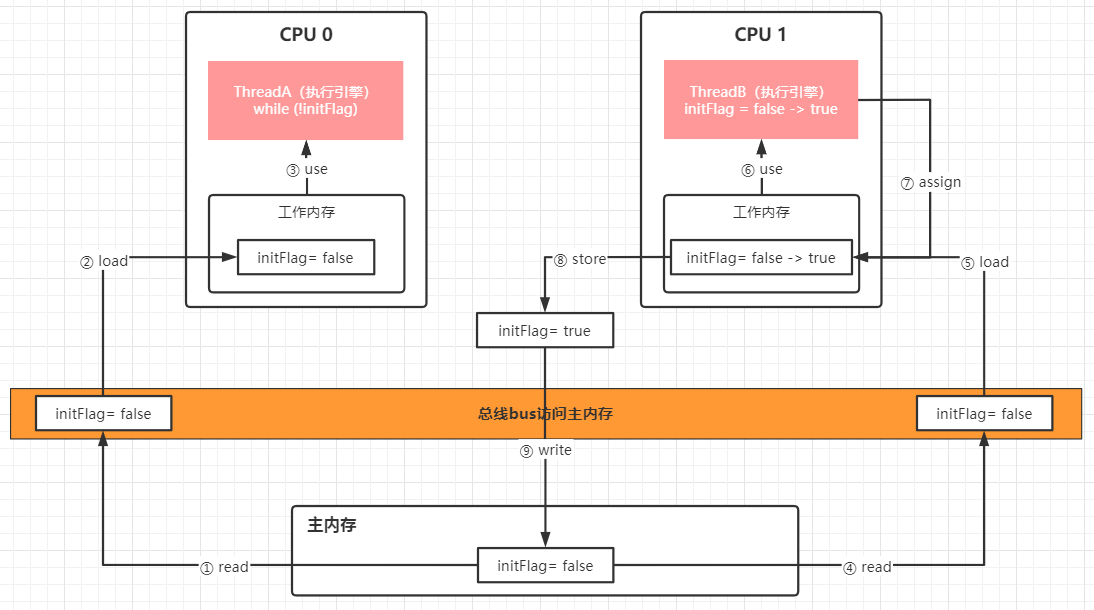 CPU 0
ThreadA（执行引擎）
while (!initFlag)
③ use
工作内存
initFlag= false
② load
CPU 1
ThreadB（执行引擎）
initFlag = false -> true
⑥ use
⑦ assign
工作内存
initFlag= false -> true
⑧ store
⑤ load
initFlag= true
initFlag= false
总线bus访问主内存
initFlag= false
⑨ write
主内存
initFlag= false
① read
④ read